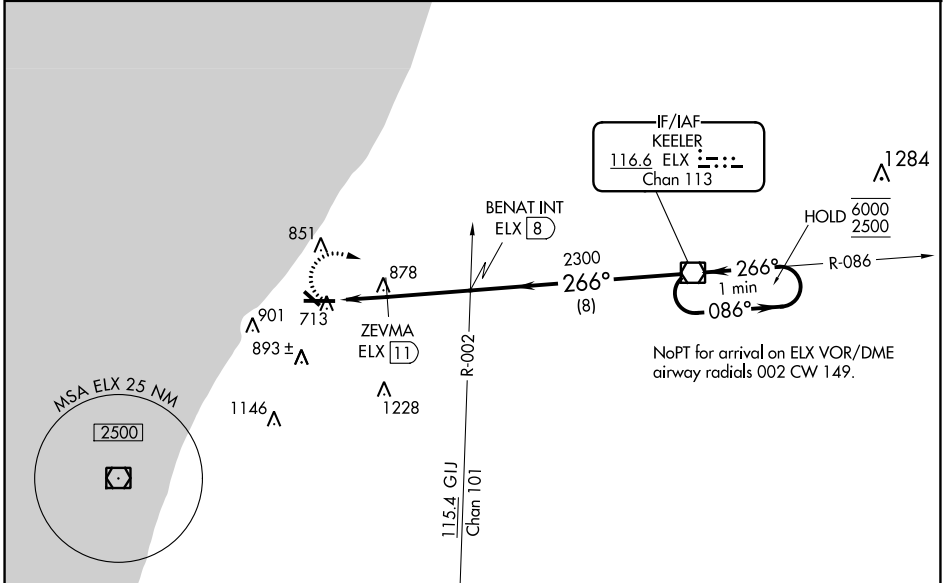 IF/IAF
KEELER
116.6 ELX
Chan 113
1284
HOLD 6000
2500
BENAT INT
ELX 8
851
2300
266°
(8)
266°
R-086
1 min
086°
878
713
901
ZEVMA
ELX 11
893 ±
R-002
NoPT for arrival on ELX VOR/DME
airway radials 002 CW 149.
MSA ELX 25 NM
2500
1146
1228
115.4 GIJ
Chan 101